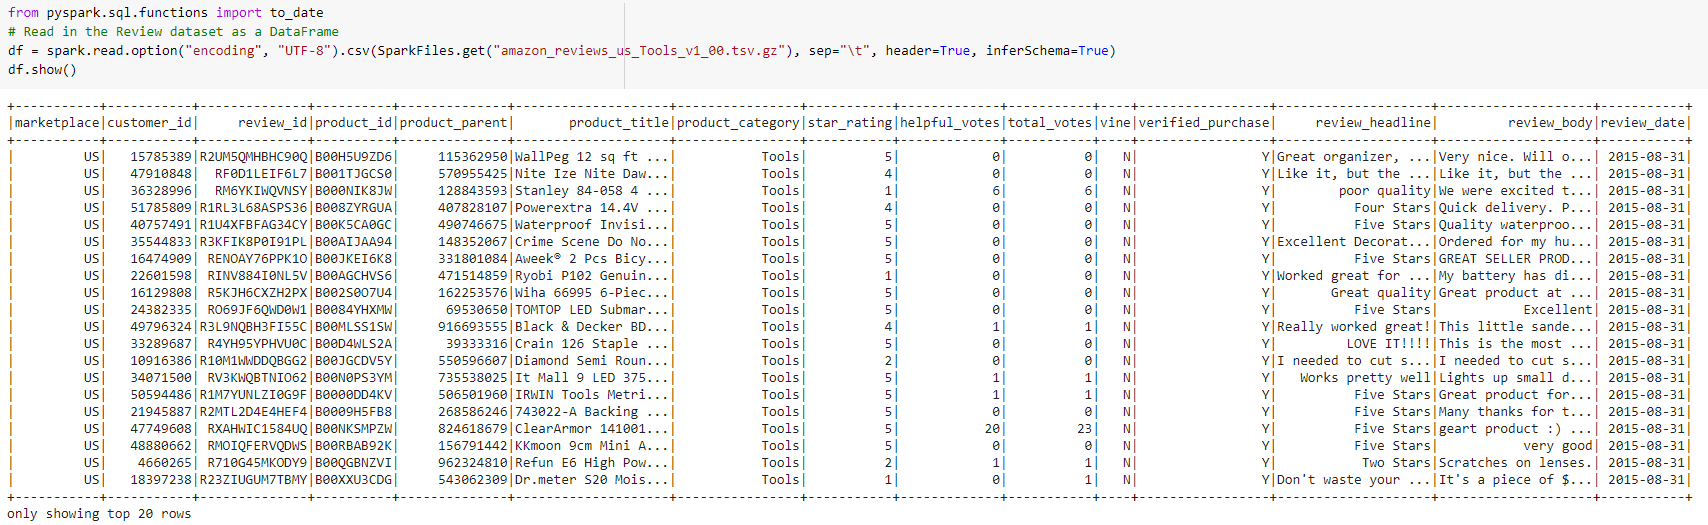 from pyspark.sql.functions import to_date
# Read in the Review dataset as a DataFrame
df = spark.read.option("encoding", "UTF-8").csv(SparkFiles.get("amazon_reviews_us_Tools_v1_00.tsv.gz"), sep="\t", header=True, inferSchema=True)
df.show()
+-----------+-----------+--------------+----------+--------------+--------------------+----------------+-----------+-------------+-----------+----+-----------------+--------------------+--------------------+-----------+
|marketplace|customer_id|     review_id|product_id|product_parent|       product_title|product_category|star_rating|helpful_votes|total_votes|vine|verified_purchase|     review_headline|         review_body|review_date|
+-----------+-----------+--------------+----------+--------------+--------------------+----------------+-----------+-------------+-----------+----+-----------------+--------------------+--------------------+-----------+
|         US|   15785389|R2UM5QMHBHC90Q|B00H5U9ZD6|     115362950|WallPeg 12 sq ft ...|           Tools|          5|            0|          0|   N|                Y|Great organizer, ...|Very nice. Will o...| 2015-08-31|
|         US|   47910848|  RF0D1LEIF6L7|B001TJGCS0|     570955425|Nite Ize Nite Daw...|           Tools|          4|            0|          0|   N|                Y|Like it, but the ...|Like it, but the ...| 2015-08-31|
|         US|   36328996|  RM6YKIWQVNSY|B000NIK8JW|     128843593|Stanley 84-058 4 ...|           Tools|          1|            6|          6|   N|                Y|        poor quality|We were excited t...| 2015-08-31|
|         US|   51785809|R1RL3L68ASPS36|B008ZYRGUA|     407828107|Powerextra 14.4V ...|           Tools|          4|            0|          0|   N|                Y|          Four Stars|Quick delivery. P...| 2015-08-31|
|         US|   40757491|R1U4XFBFAG34CY|B00K5CA0GC|     490746675|Waterproof Invisi...|           Tools|          5|            0|          0|   N|                Y|          Five Stars|Quality waterproo...| 2015-08-31|
|         US|   35544833|R3KFIK8P0I91PL|B00AIJAA94|     148352067|Crime Scene Do No...|           Tools|          5|            0|          0|   N|                Y|Excellent Decorat...|Ordered for my hu...| 2015-08-31|
|         US|   16474909|  RENOAY76PPK1O|B00JKEI6K8|     331801084|Aweek® 2 Pcs Bicy...|           Tools|          5|            0|          0|   N|                Y|          Five Stars|GREAT SELLER PROD...| 2015-08-31|
|         US|   22601598| RINV884I0NL5V|B00AGCHVS6|     471514859|Ryobi P102 Genuin...|           Tools|          1|            0|          0|   N|                Y|Worked great for ...|My battery has di...| 2015-08-31|
|         US|   16129808| R5KJH6CXZH2PX|B002S0O7U4|     162253576|Wiha 66995 6-Piec...|           Tools|          5|            0|          0|   N|                Y|       Great quality|Great product at ...| 2015-08-31|
|         US|   24382335| RO69JF6QWD0W1|B0084YHXMW|      69530650|TOMTOP LED Submar...|           Tools|          5|            0|          0|   N|                Y|          Five Stars|           Excellent| 2015-08-31|
|         US|   49796324|R3L9NQBH3FI55C|B00MLSS1SW|     916693555|Black & Decker BD...|           Tools|          4|            1|          1|   N|                Y|Really worked great!|This little sande...| 2015-08-31|
|         US|   33289687| R4YH95YPHVU0C|B00D4WLS2A|      39333316|Crain 126 Staple ...|           Tools|          5|            0|          0|   N|                Y|         LOVE IT!!!!|This is the most ...| 2015-08-31|
|         US|   10916386|R10M1WWDDQBGG2|B00JGCDV5Y|     550596607|Diamond Semi Roun...|           Tools|          2|            0|          0|   N|                Y|I needed to cut s...|I needed to cut s...| 2015-08-31|
|         US|   34071500| RV3KWQBTNIO62|B00N0PS3YM|     735538025|It Mall 9 LED 375...|           Tools|          5|            1|          1|   N|                Y|   Works pretty well|Lights up small d...| 2015-08-31|
|         US|   50594486|R1M7YUNLZI0G9F|B0000DD4KV|     506501960|IRWIN Tools Metri...|           Tools|          5|            1|          1|   N|                Y|          Five Stars|Great product for...| 2015-08-31|
|         US|   21945887|R2MTL2D4E4HEF4|B0009H5FB8|     268586246|743022-A Backing ...|           Tools|          5|            0|          0|   N|                Y|          Five Stars|Many thanks for t...| 2015-08-31|
|         US|   47749608| RXAHWIC1584UQ|B00NKSMPZW|     824618679|ClearArmor 141001...|           Tools|          5|           20|         23|   N|                Y|          Five Stars|geart product :) ...| 2015-08-31|
|         US|   48880662| RMOIQFERVQDWS|B00RBAB92K|     156791442|KKmoon 9cm Mini A...|           Tools|          5|            0|          0|   N|                Y|          Five Stars|           very good| 2015-08-31|
|         US|    4660265| R710G45MKODY9|B00QGBNZVI|     962324810|Refun E6 High Pow...|           Tools|          2|            1|          1|   N|                Y|           Two Stars|Scratches on lenses.| 2015-08-31|
|         US|   18397238|R23ZIUGUM7TBMY|B00XXU3CDG|     543062309|Dr.meter S20 Mois...|           Tools|          1|            0|          1|   N|                Y|Don't waste your ...|It's a piece of $...| 2015-08-31|
+-----------+-----------+--------------+----------+--------------+--------------------+----------------+-----------+-------------+-----------+----+-----------------+--------------------+--------------------+-----------+
only showing top 20 rows